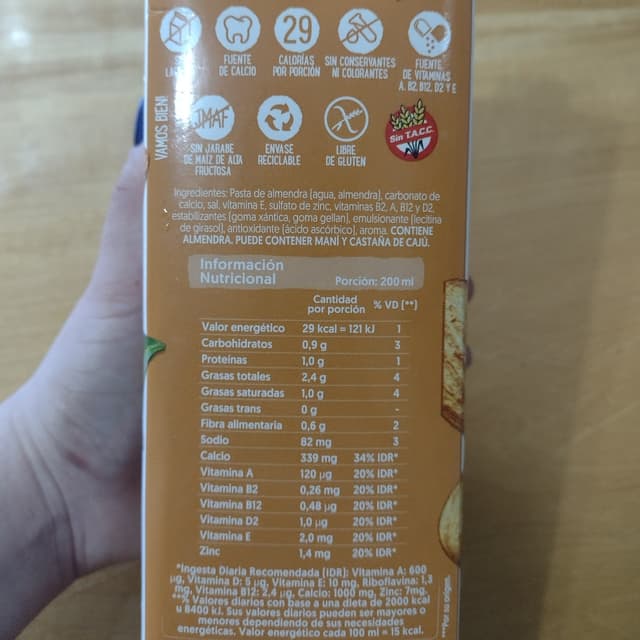 FUENTE
DE CALCIO
29
CALORÍAS
POR PORCIÓN
SIN CONSERVANTES
NI COLORANTES
FUENTE
DE VITAMINAS
A, B2, B12, D2 Y E
VAMOS BIEN!
JMAF
SIN JARABE
DE MAÍZ DE ALTA
FRUCTOSA
ENVASE
RECICLABLE
LIBRE
DE GLUTEN
Sin T.A.C.C.
Ingredientes: Pasta de almendra (agua, almendra), carbonato de
calcio, sal, vitamina E, sulfato de zinc, vitaminas B2, A, B12 y D2,
estabilizantes (goma xántica, goma gellan), emulsionante (lecitina
de girasol), antioxidante (ácido ascórbico), aroma. CONTIENE
ALMENDRA. PUEDE CONTENER MANÍ Y CASTAÑA DE CAJÚ.
Información
Nutricional Porción: 200 ml
Cantidad
por porción % VD (**)
Valor energético 29 kcal = 121 kJ 1
Carbohidratos 0,9 g 3
Proteínas 1,0 g 1
Grasas totales 2,4 g 4
Grasas saturadas 1,0 g 4
Grasas trans 0 g -
Fibra alimentaria 0,6 g 2
Sodio 82 mg 3
Calcio 339 mg 34% IDR*
Vitamina A 120 µg 20% IDR*
Vitamina B2 0,26 mg 20% IDR*
Vitamina B12 0,48 µg 20% IDR*
Vitamina D2 1,0 µg 20% IDR*
Vitamina E 2,0 mg 20% IDR*
Zinc 1,4 mg 20% IDR*
*Ingesta Diaria Recomendada (IDR): Vitamina A: 600
µg, Vitamina D: 5 µg, Vitamina E: 10 mg, Riboflavina: 1,3
mg, Vitamina B12: 2,4 µg, Calcio: 1000 mg, Zinc: 7mg.
Valores diarios con base a una dieta de 2000 kcal
u 8400 kJ. Sus valores diarios pueden ser mayores o
menores dependiendo de sus necesidades
energéticas. Valor energético cada 100 ml = 15 kcal.
**Por su origen.